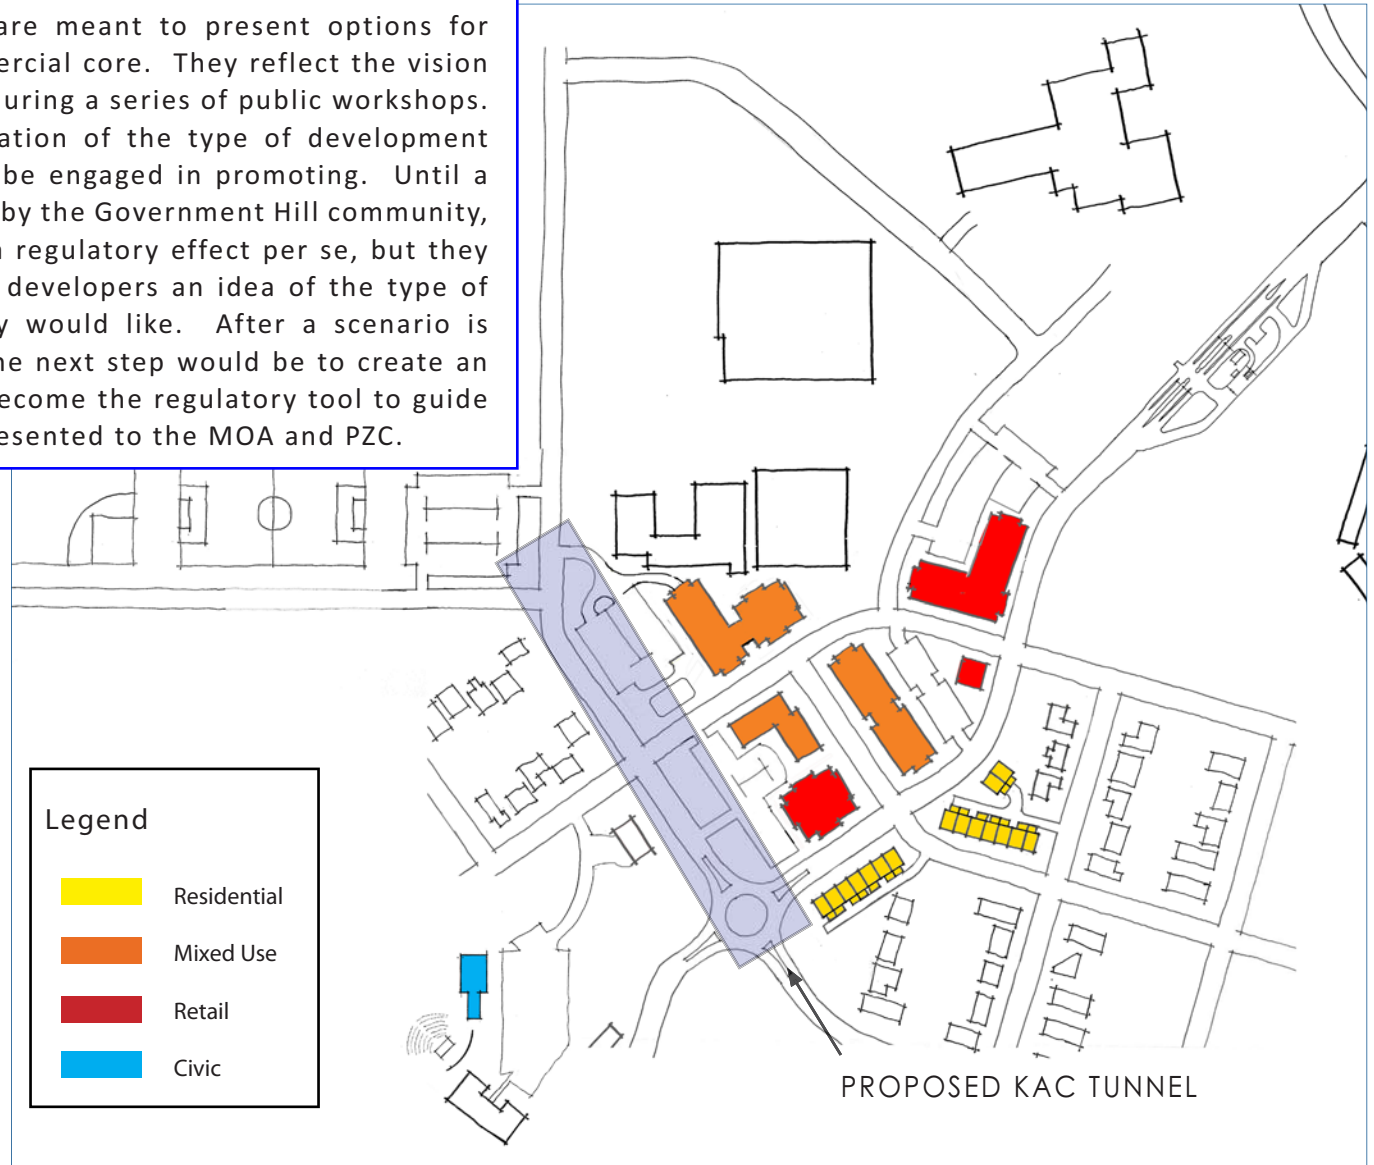 are meant to present options for
ercial core. They reflect the vision
uring a series of public workshops.
ation of the type of development
be engaged in promoting. Until a
by the Government Hill community,
regulatory effect per se, but they
developers an idea of the type of
would like. After a scenario is
next step would be to create an
ecome the regulatory tool to guide
esented to the MOA and PZC.
Legend
Residential
Mixed Use
Retail
Civic
PROPOSED KAC TUNNEL